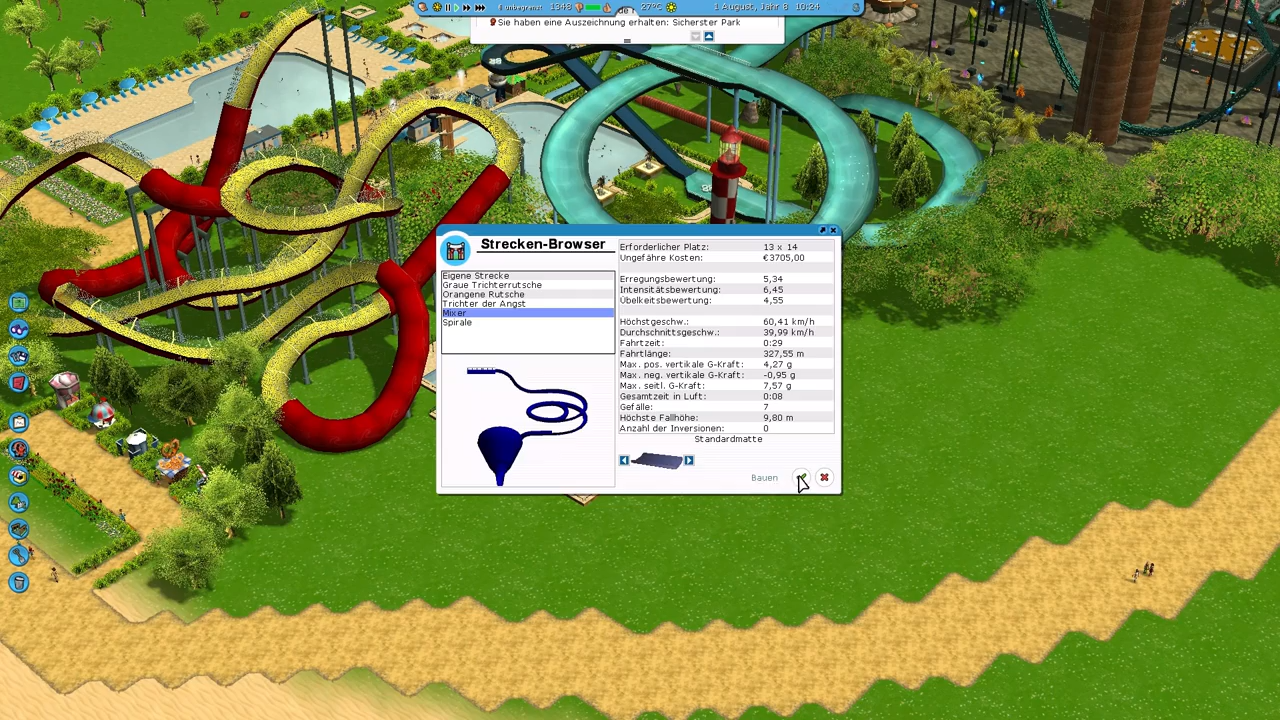 unbegrenzt 1348 27°C 1 August, Jahr 8 10:24
Sie haben eine Auszeichnung erhalten: Sicherster Park
Strecken-Browser
Eigene Strecke
Graue Trichterrutsche
Orangene Rutsche
Trichter der Angst
Mixer
Spirale
Erforderlicher Platz: 13 x 14
Ungefähre Kosten: €3705,00
Erregungsbewertung: 5,34
Intensitätsbewertung: 6,45
Übelkeitsbewertung: 4,55
Höchstgeschw.: 60,41 km/h
Durchschnittsgeschw.: 39,99 km/h
Fahrtzeit: 0:29
Fahrtlänge: 327,55 m
Max. pos. vertikale G-Kraft: 4,27 g
Max. neg. vertikale G-Kraft: -0,95 g
Max. seitl. G-Kraft: 7,57 g
Gesamtzeit in Luft: 0:08
Gefälle: 7
Höchste Fallhöhe: 9,80 m
Anzahl der Inversionen: 0
Standardmatte
Bauen